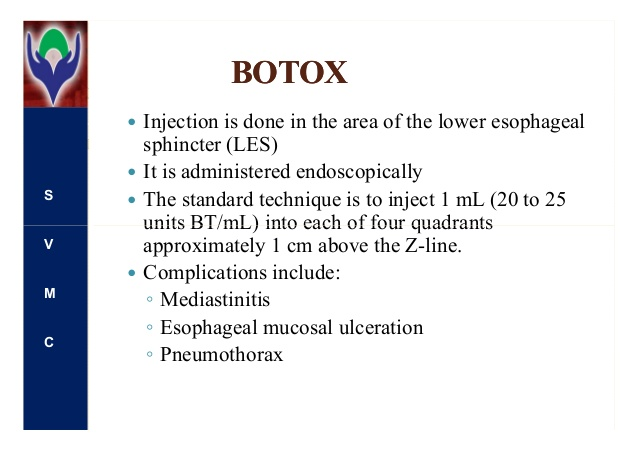 BOTOX
• Injection is done in the area of the lower esophageal
sphincter (LES)
• It is administered endoscopically
• The standard technique is to inject 1 mL (20 to 25
units BT/mL) into each of four quadrants
approximately 1 cm above the Z-line.
• Complications include:
◦ Mediastinitis
◦ Esophageal mucosal ulceration
◦ Pneumothorax
S
V
M
C